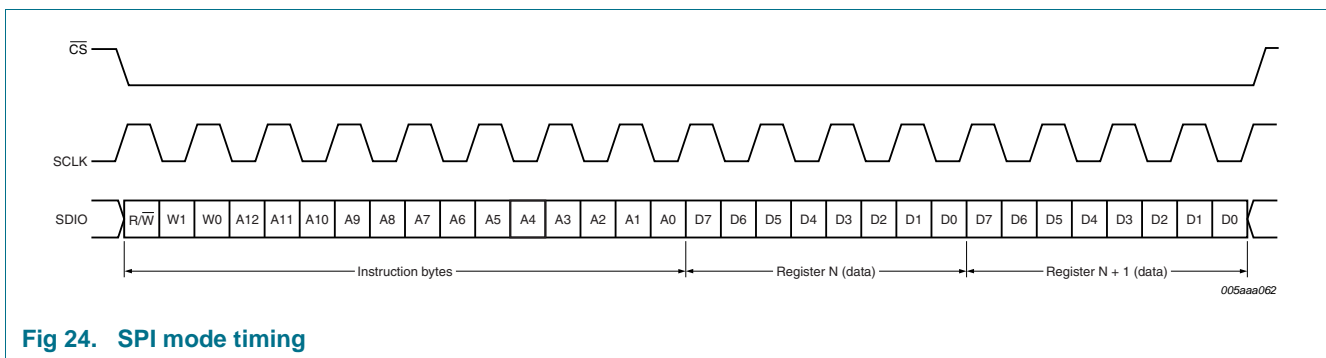 CS
SCLK
SDIO R/W W1 W0 A12 A11 A10 A9 A8 A7 A6 A5 A4 A3 A2 A1 A0 D7 D6 D5 D4 D3 D2 D1 D0 D7 D6 D5 D4 D3 D2 D1 D0
Instruction bytes Register N (data) Register N + 1 (data)
005aaa062
Fig 24. SPI mode timing